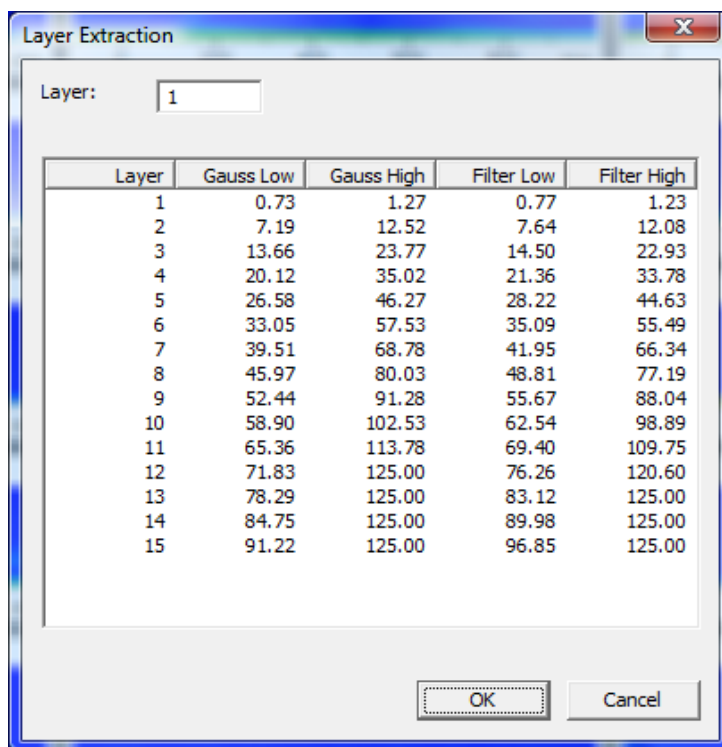 Layer Extraction
Layer: 1
Layer Gauss Low Gauss High Filter Low Filter High
1 0.73 1.27 0.77 1.23
2 7.19 12.52 7.64 12.08
3 13.66 23.77 14.50 22.93
4 20.12 35.02 21.36 33.78
5 26.58 46.27 28.22 44.63
6 33.05 57.53 35.09 55.49
7 39.51 68.78 41.95 66.34
8 45.97 80.03 48.81 77.19
9 52.44 91.28 55.67 88.04
10 58.90 102.53 62.54 98.89
11 65.36 113.78 69.40 109.75
12 71.83 125.00 76.26 120.60
13 78.29 125.00 83.12 125.00
14 84.75 125.00 89.98 125.00
15 91.22 125.00 96.85 125.00
OK Cancel